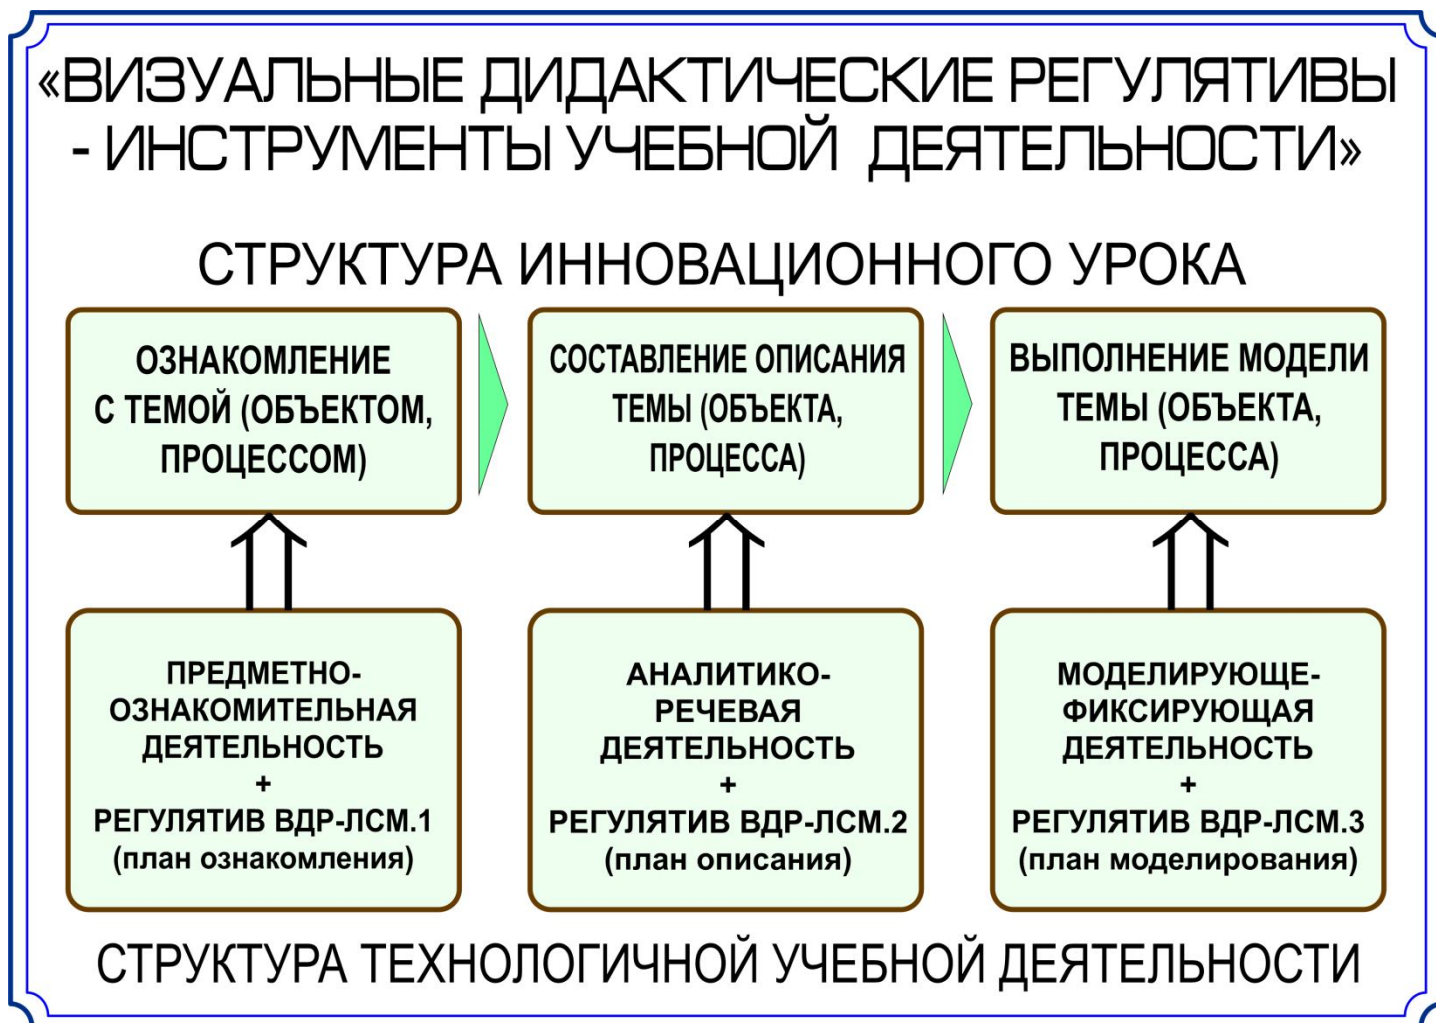 «ВИЗУАЛЬНЫЕ ДИДАКТИЧЕСКИЕ РЕГУЛЯТИВЫ
- ИНСТРУМЕНТЫ УЧЕБНОЙ ДЕЯТЕЛЬНОСТИ»
СТРУКТУРА ИННОВАЦИОННОГО УРОКА
ОЗНАКОМЛЕНИЕ
С ТЕМОЙ (ОБЪЕКТОМ,
ПРОЦЕССОМ)
СОСТАВЛЕНИЕ ОПИСАНИЯ
ТЕМЫ (ОБЪЕКТА,
ПРОЦЕССА)
ВЫПОЛНЕНИЕ МОДЕЛИ
ТЕМЫ (ОБЪЕКТА,
ПРОЦЕССА)
ПРЕДМЕТНО-
ОЗНАКОМИТЕЛЬНАЯ
ДЕЯТЕЛЬНОСТЬ
+
РЕГУЛЯТИВ ВДР-ЛСМ.1
(план ознакомления)
АНАЛИТИКО-
РЕЧЕВАЯ
ДЕЯТЕЛЬНОСТЬ
+
РЕГУЛЯТИВ ВДР-ЛСМ.2
(план описания)
МОДЕЛИРУЮЩЕ-
ФИКСИРУЮЩАЯ
ДЕЯТЕЛЬНОСТЬ
+
РЕГУЛЯТИВ ВДР-ЛСМ.3
(план моделирования)
СТРУКТУРА ТЕХНОЛОГИЧНОЙ УЧЕБНОЙ ДЕЯТЕЛЬНОСТИ